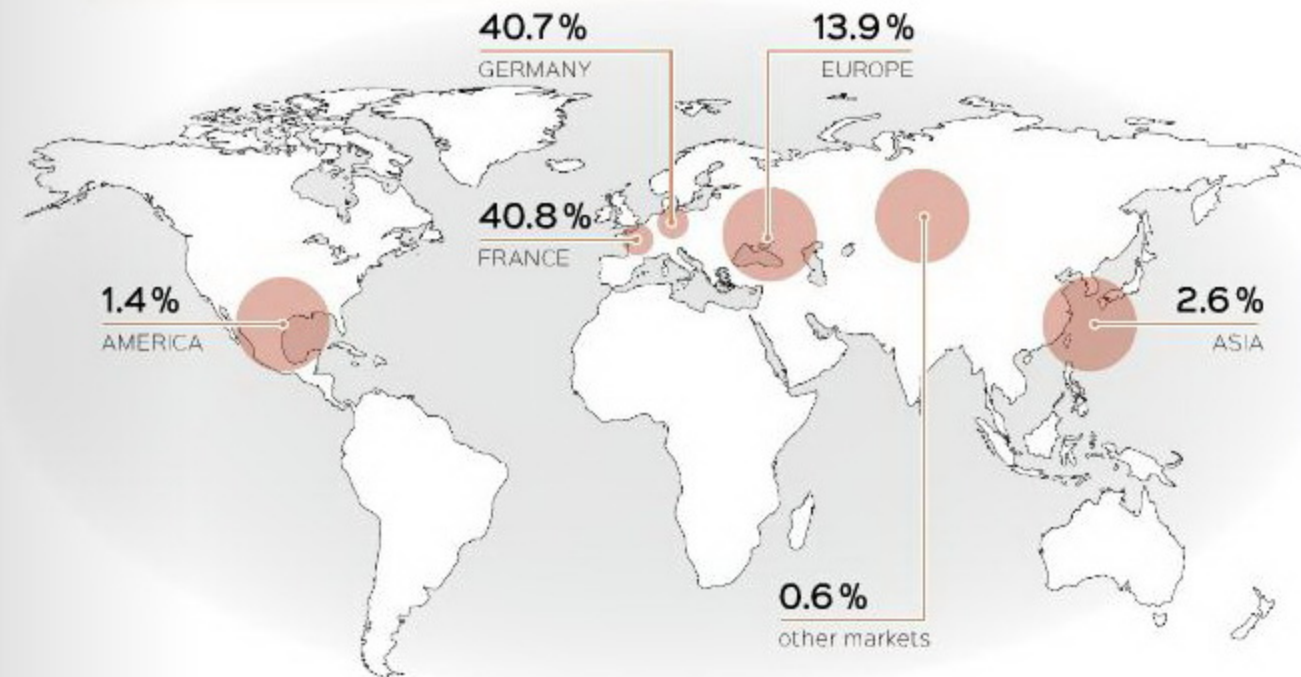 40.7 %
GERMANY
13.9 %
EUROPE
40.8 %
FRANCE
1.4 %
AMERICA
2.6 %
ASIA
0.6 %
other markets